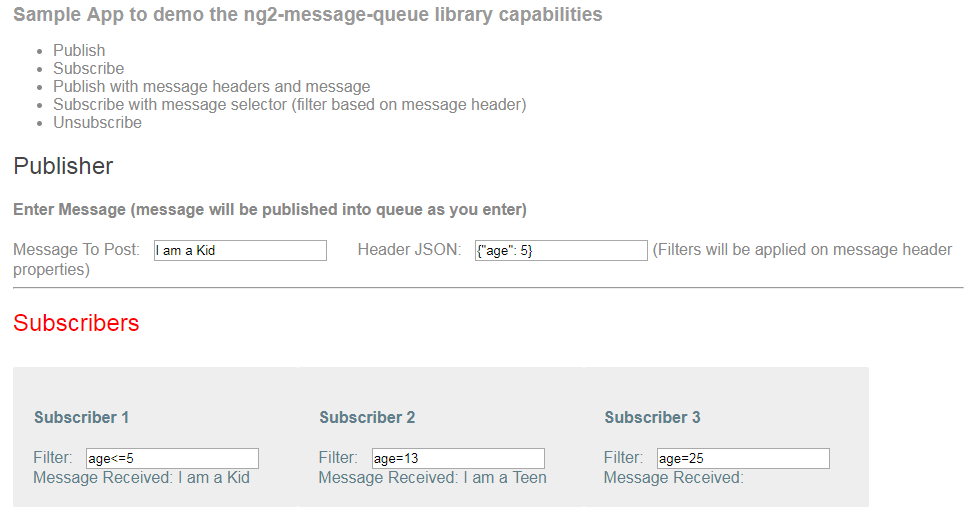 Sample App to demo the ng2-message-queue library capabilities
Publish
Subscribe
Publish with message headers and message
Subscribe with message selector (filter based on message header)
Unsubscribe
Publisher
Enter Message (message will be published into queue as you enter)
Message To Post: I am a Kid Header JSON: {"age": 5} (Filters will be applied on message header
properties)
Subscribers
Subscriber 1
Filter: age<=5
Message Received: I am a Kid
Subscriber 2
Filter: age=13
Message Received: I am a Teen
Subscriber 3
Filter: age=25
Message Received: